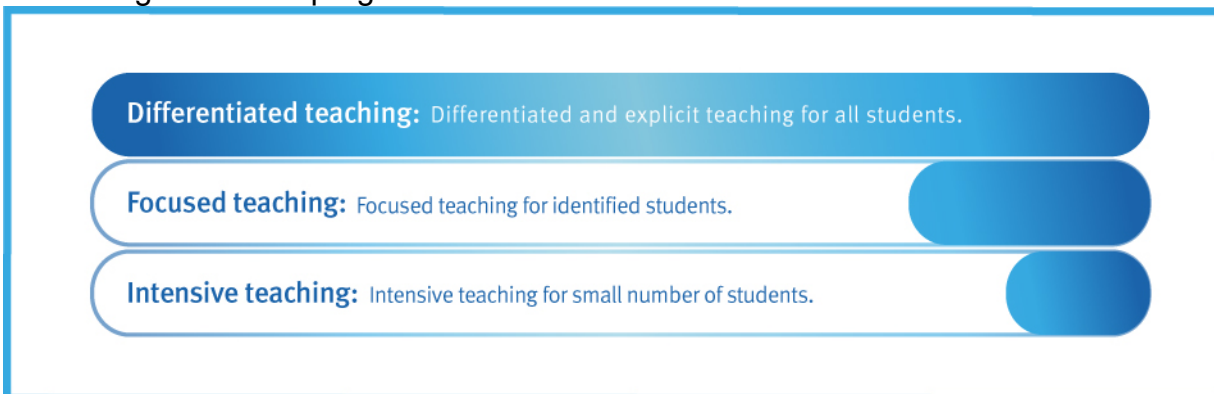 Differentiated teaching: Differentiated and explicit teaching for all students.
Focused teaching: Focused teaching for identified students.
Intensive teaching: Intensive teaching for small number of students.